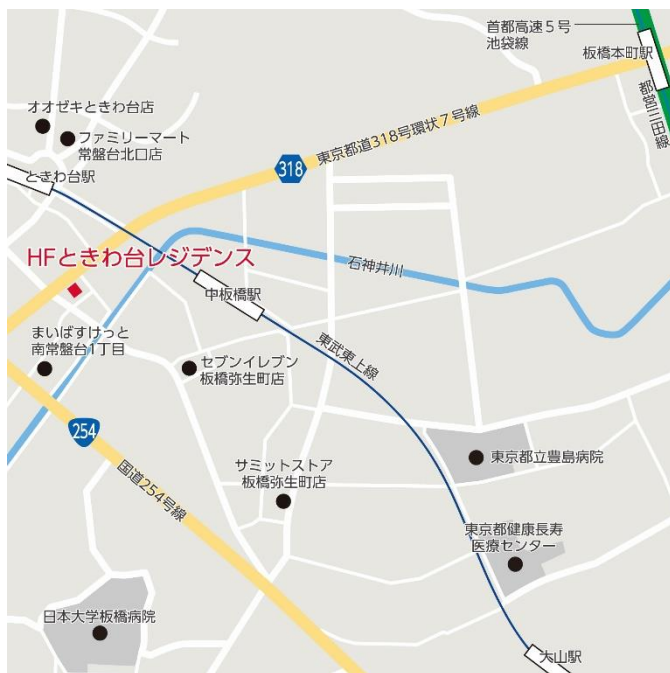 首都高速5号
池袋線
板橋本町駅
都営三田線
オオゼキときわ台店
ファミリーマート
常盤台北口店
ときわ台駅
318
東京都道318号環状7号線
HFときわ台レジデンス
石神井川
中板橋駅
まいばすけっと
南常盤台1丁目
セブンイレブン
板橋弥生町店
東武東上線
254
国道254号線
サミットストア
板橋弥生町店
東京都立豊島病院
東京都健康長寿
医療センター
日本大学板橋病院
大山駅